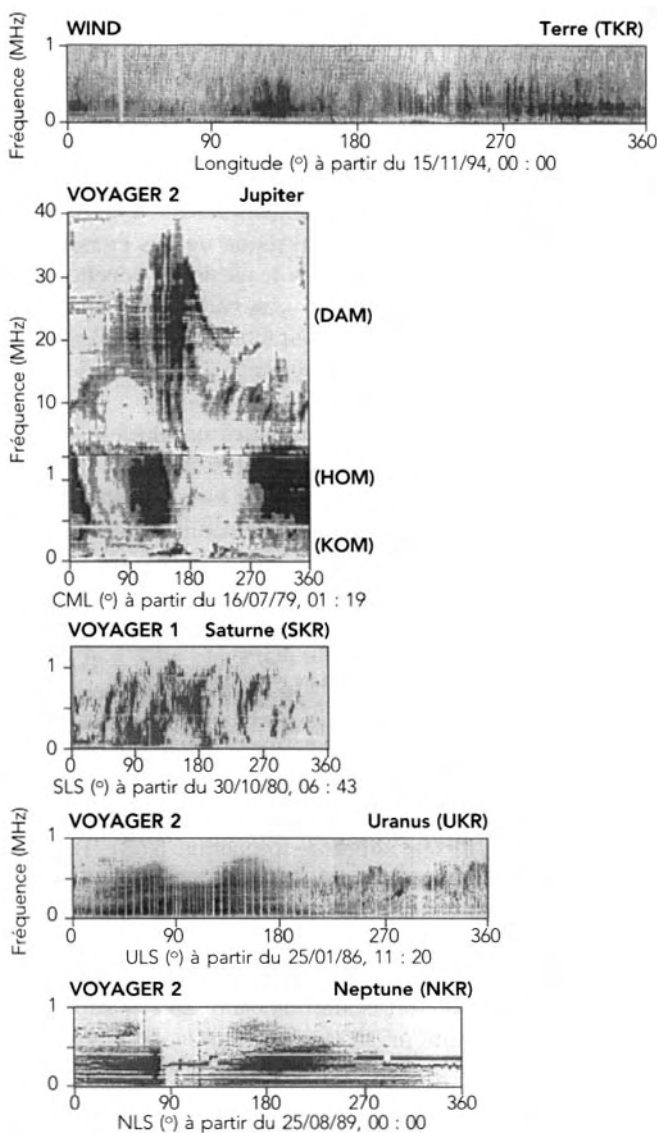 WIND Terre (TKR)
Fréquence (MHz)
1
0
0 90 180 270 360
Longitude (º) à partir du 15/11/94, 00 : 00
VOYAGER 2 Jupiter
Fréquence (MHz)
40
30
(DAM)
20
10
1
(HOM)
(KOM)
0
0 90 180 270 360
CML (º) à partir du 16/07/79, 01 : 19
VOYAGER 1 Saturne (SKR)
1
0
0 90 180 270 360
SLS (º) à partir du 30/10/80, 06 : 43
VOYAGER 2 Uranus (UKR)
Fréquence (MHz)
1
0
0 90 180 270 360
ULS (º) à partir du 25/01/86, 11 : 20
VOYAGER 2 Neptune (NKR)
1
0
0 90 180 270 360
NLS (º) à partir du 25/08/89, 00 : 00